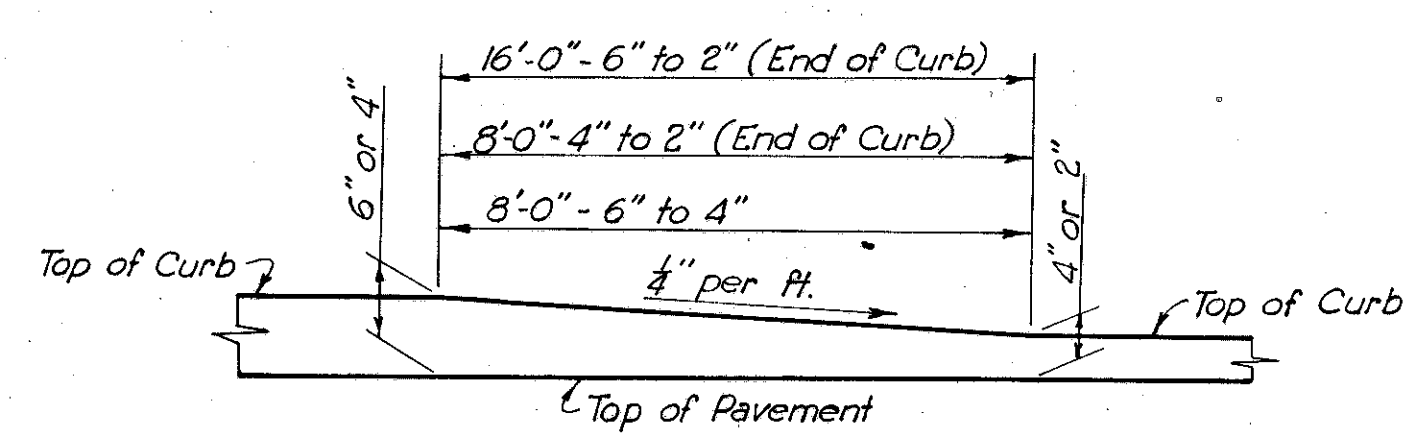 16'-0"-6" to 2" (End of Curb)
8'-0"-4" to 2" (End of Curb)
8'-0"-6" to 4"
6" or 4"
4" or 2"
Top of Curb
1/4" per ft.
Top of Curb
Top of Pavement